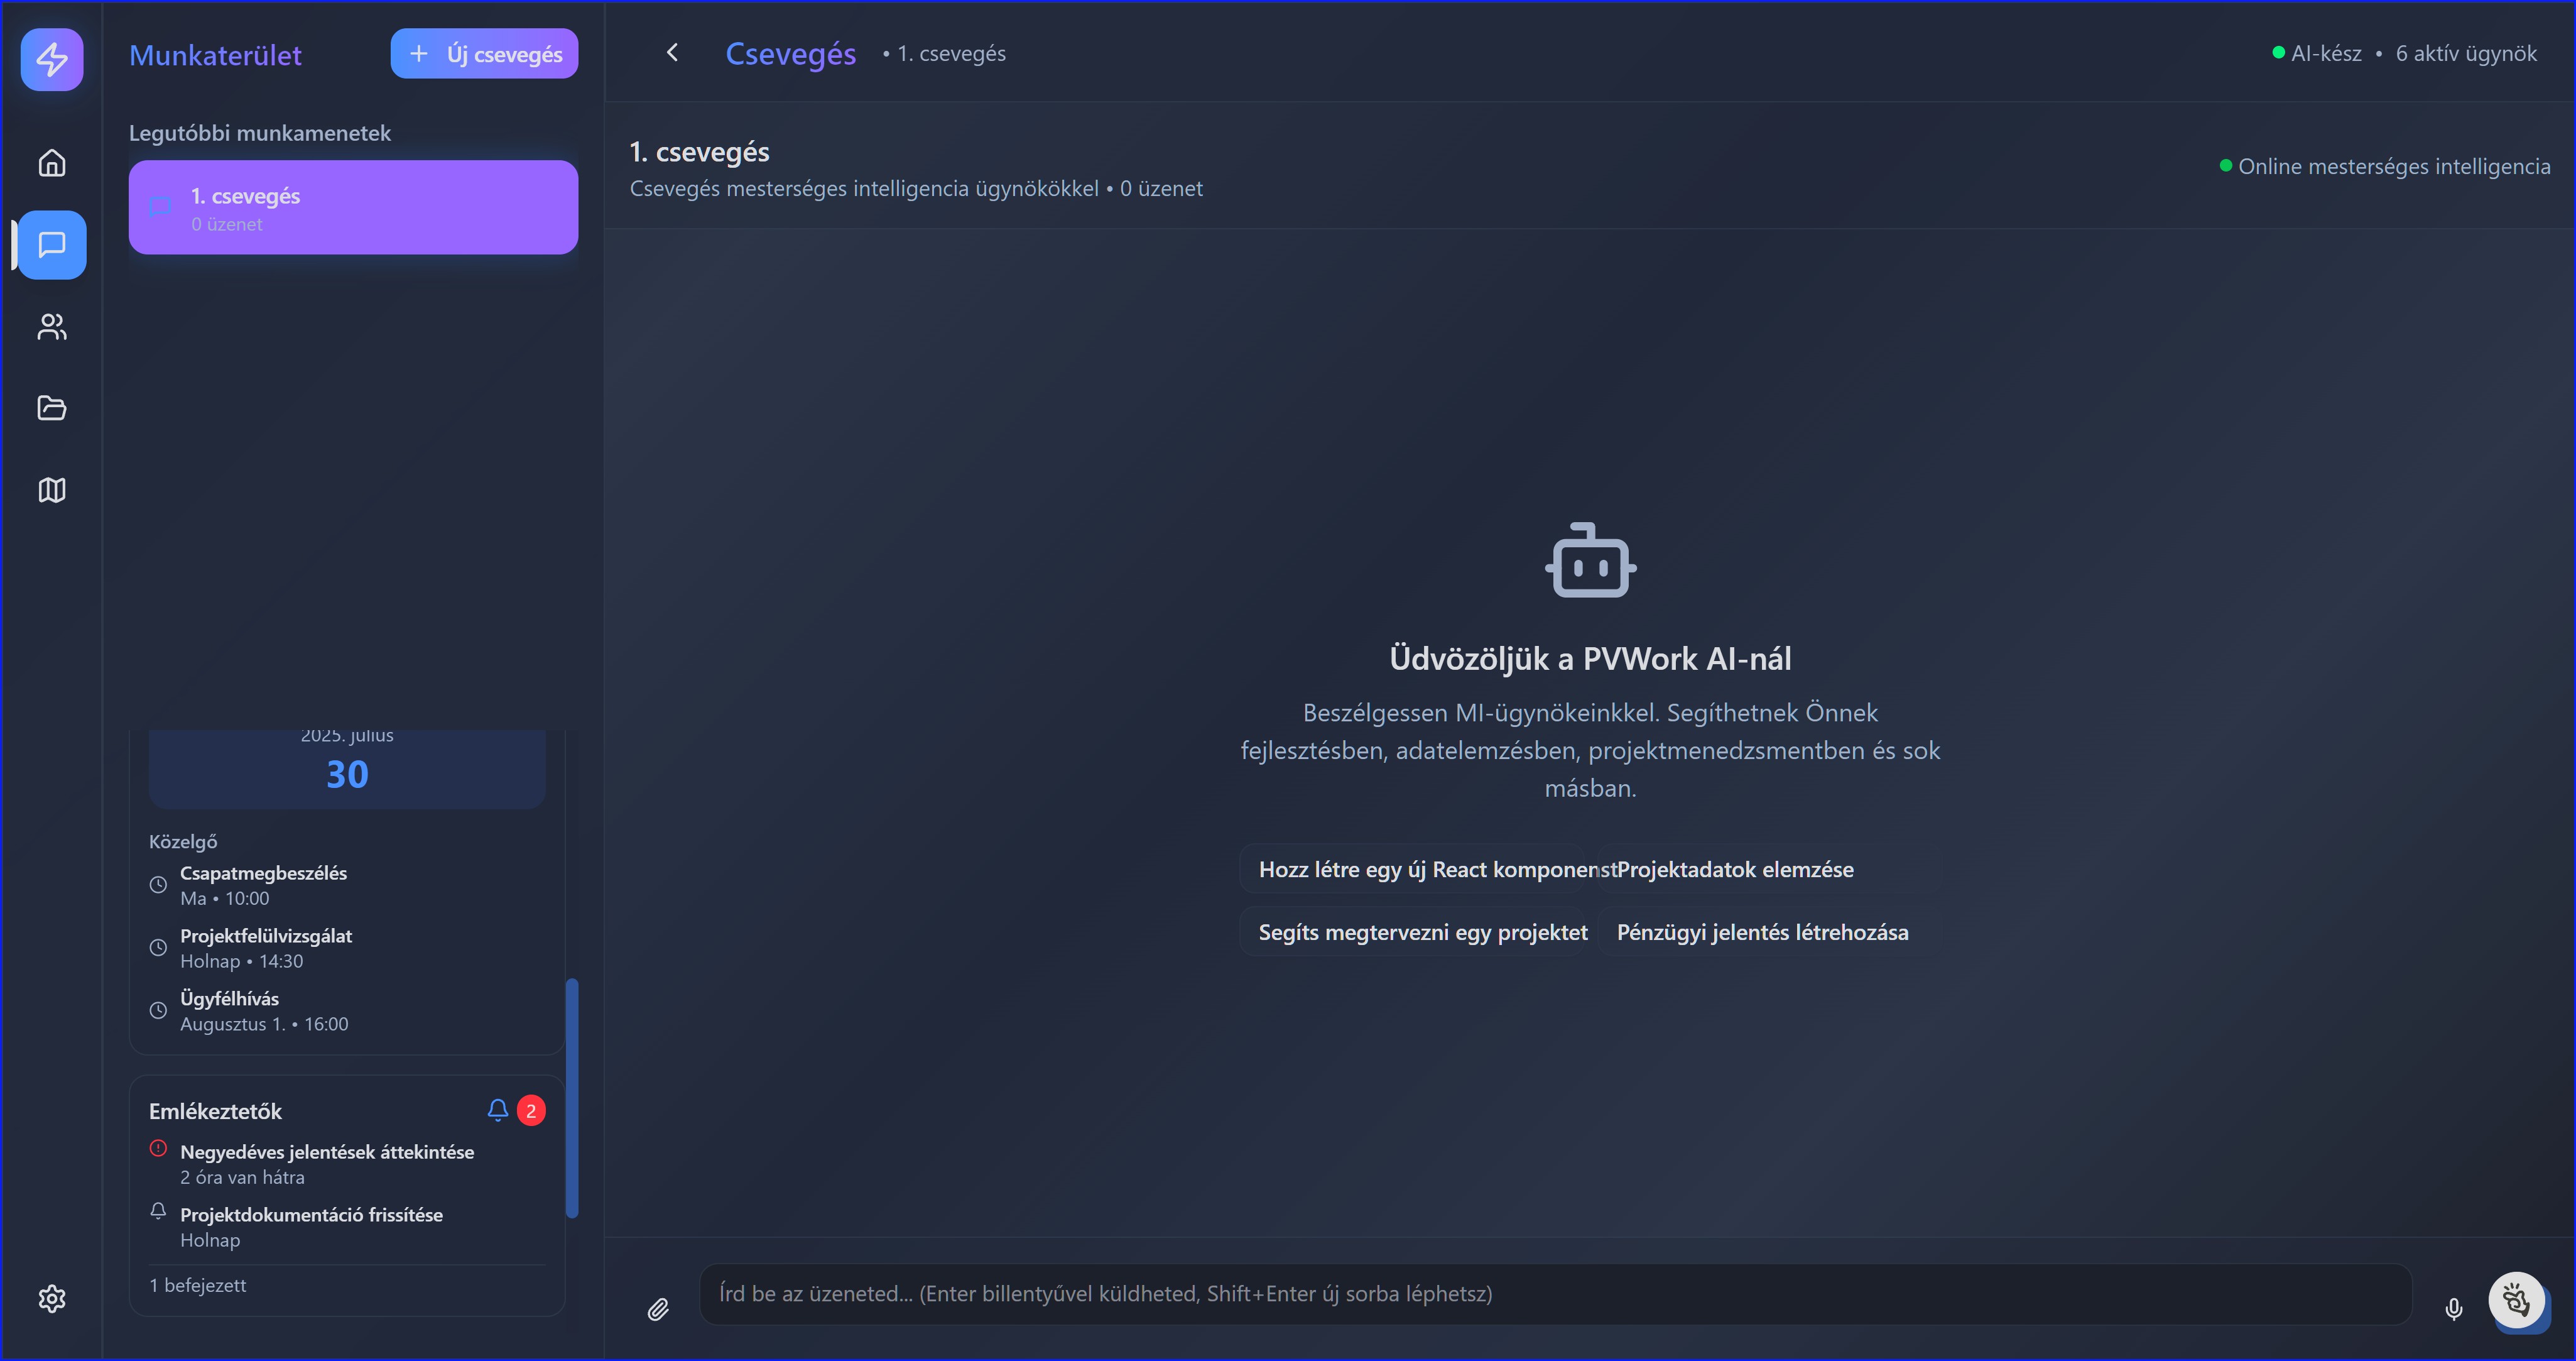 Munkaterület
Új csevegés
Legutóbbi munkamenetek
1. csevegés
0 üzenet
2025. július
30
Közelgő
Csapatmegbeszélés
Ma • 10:00
Projektfelülvizsgálat
Holnap • 14:30
Ügyfélhívás
Augusztus 1. • 16:00
Emlékeztetők
2
Negyedéves jelentések áttekintése
2 óra van hátra
Projektdokumentáció frissítése
Holnap
1 befejezett
Csevegés • 1. csevegés
AI-kész • 6 aktív ügynök
1. csevegés
Csevegés mesterséges intelligencia ügynökökkel • 0 üzenet
Online mesterséges intelligencia
Üdvözöljük a PVWork AI-nál
Beszélgessen MI-ügynökeinkkel. Segíthetnek Önnek
fejlesztésben, adatelemzésben, projektmenedzsmentben és sok
másban.
Hozz létre egy új React komponenst
Projektadatok elemzése
Segíts megtervezni egy projektet
Pénzügyi jelentés létrehozása
Írd be az üzeneted... (Enter billentyűvel küldheted, Shift+Enter új sorba léphetsz)